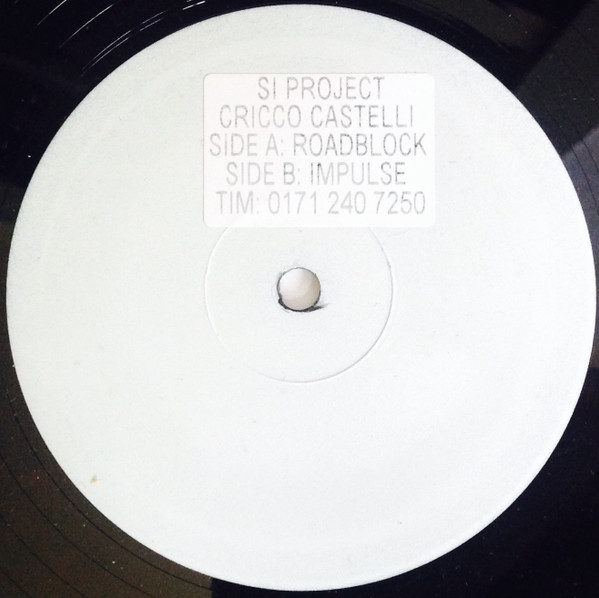 SI PROJECT
CRICCO CASTELLI
SIDE A: ROADBLOCK
SIDE B: IMPULSE
TIM: 0171 240 7250